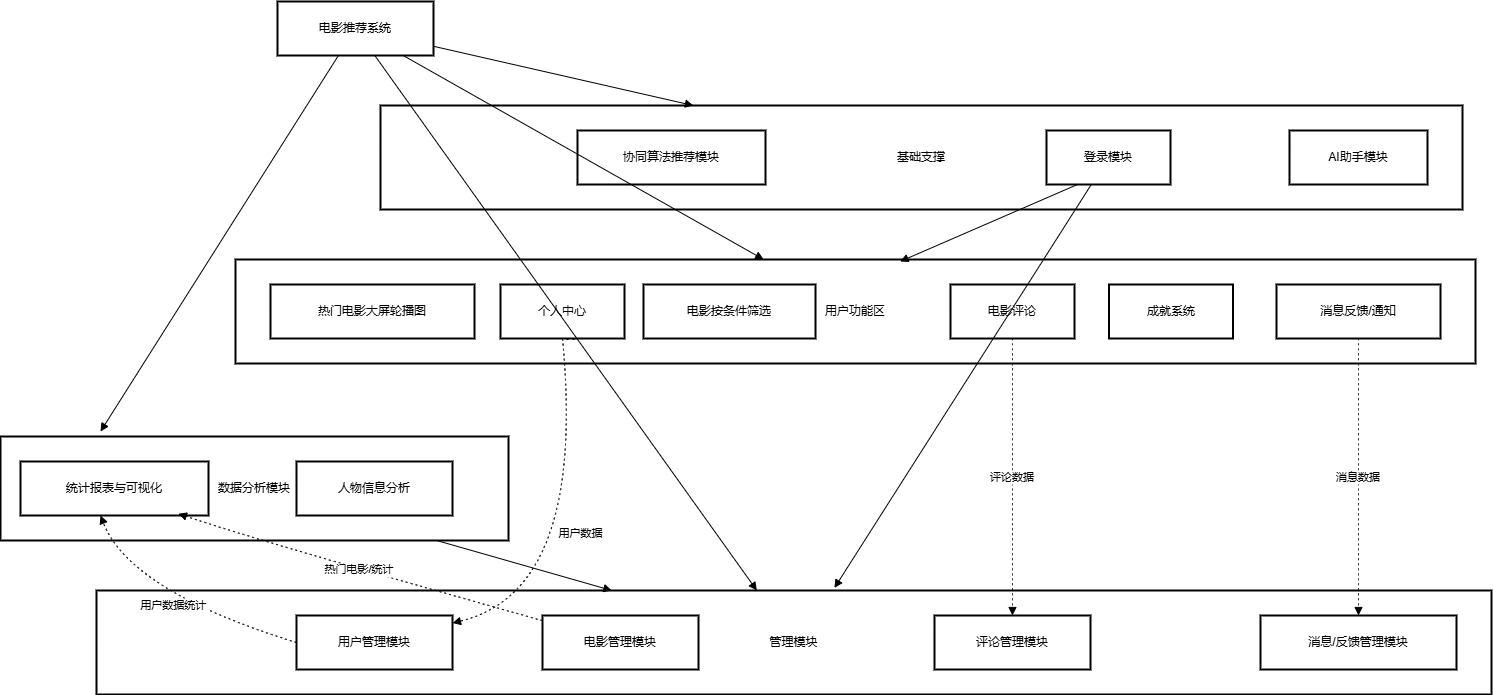 电影推荐系统
协同算法推荐模块
基础支撑
登录模块
AI助手模块
热门电影大屏轮播图
个人中心
电影按条件筛选
用户功能区
电影评论
成就系统
消息反馈/通知
统计报表与可视化
数据分析模块
人物信息分析
评论数据
消息数据
用户数据
热门电影/统计
用户数据统计
用户管理模块
电影管理模块
管理模块
评论管理模块
消息/反馈管理模块